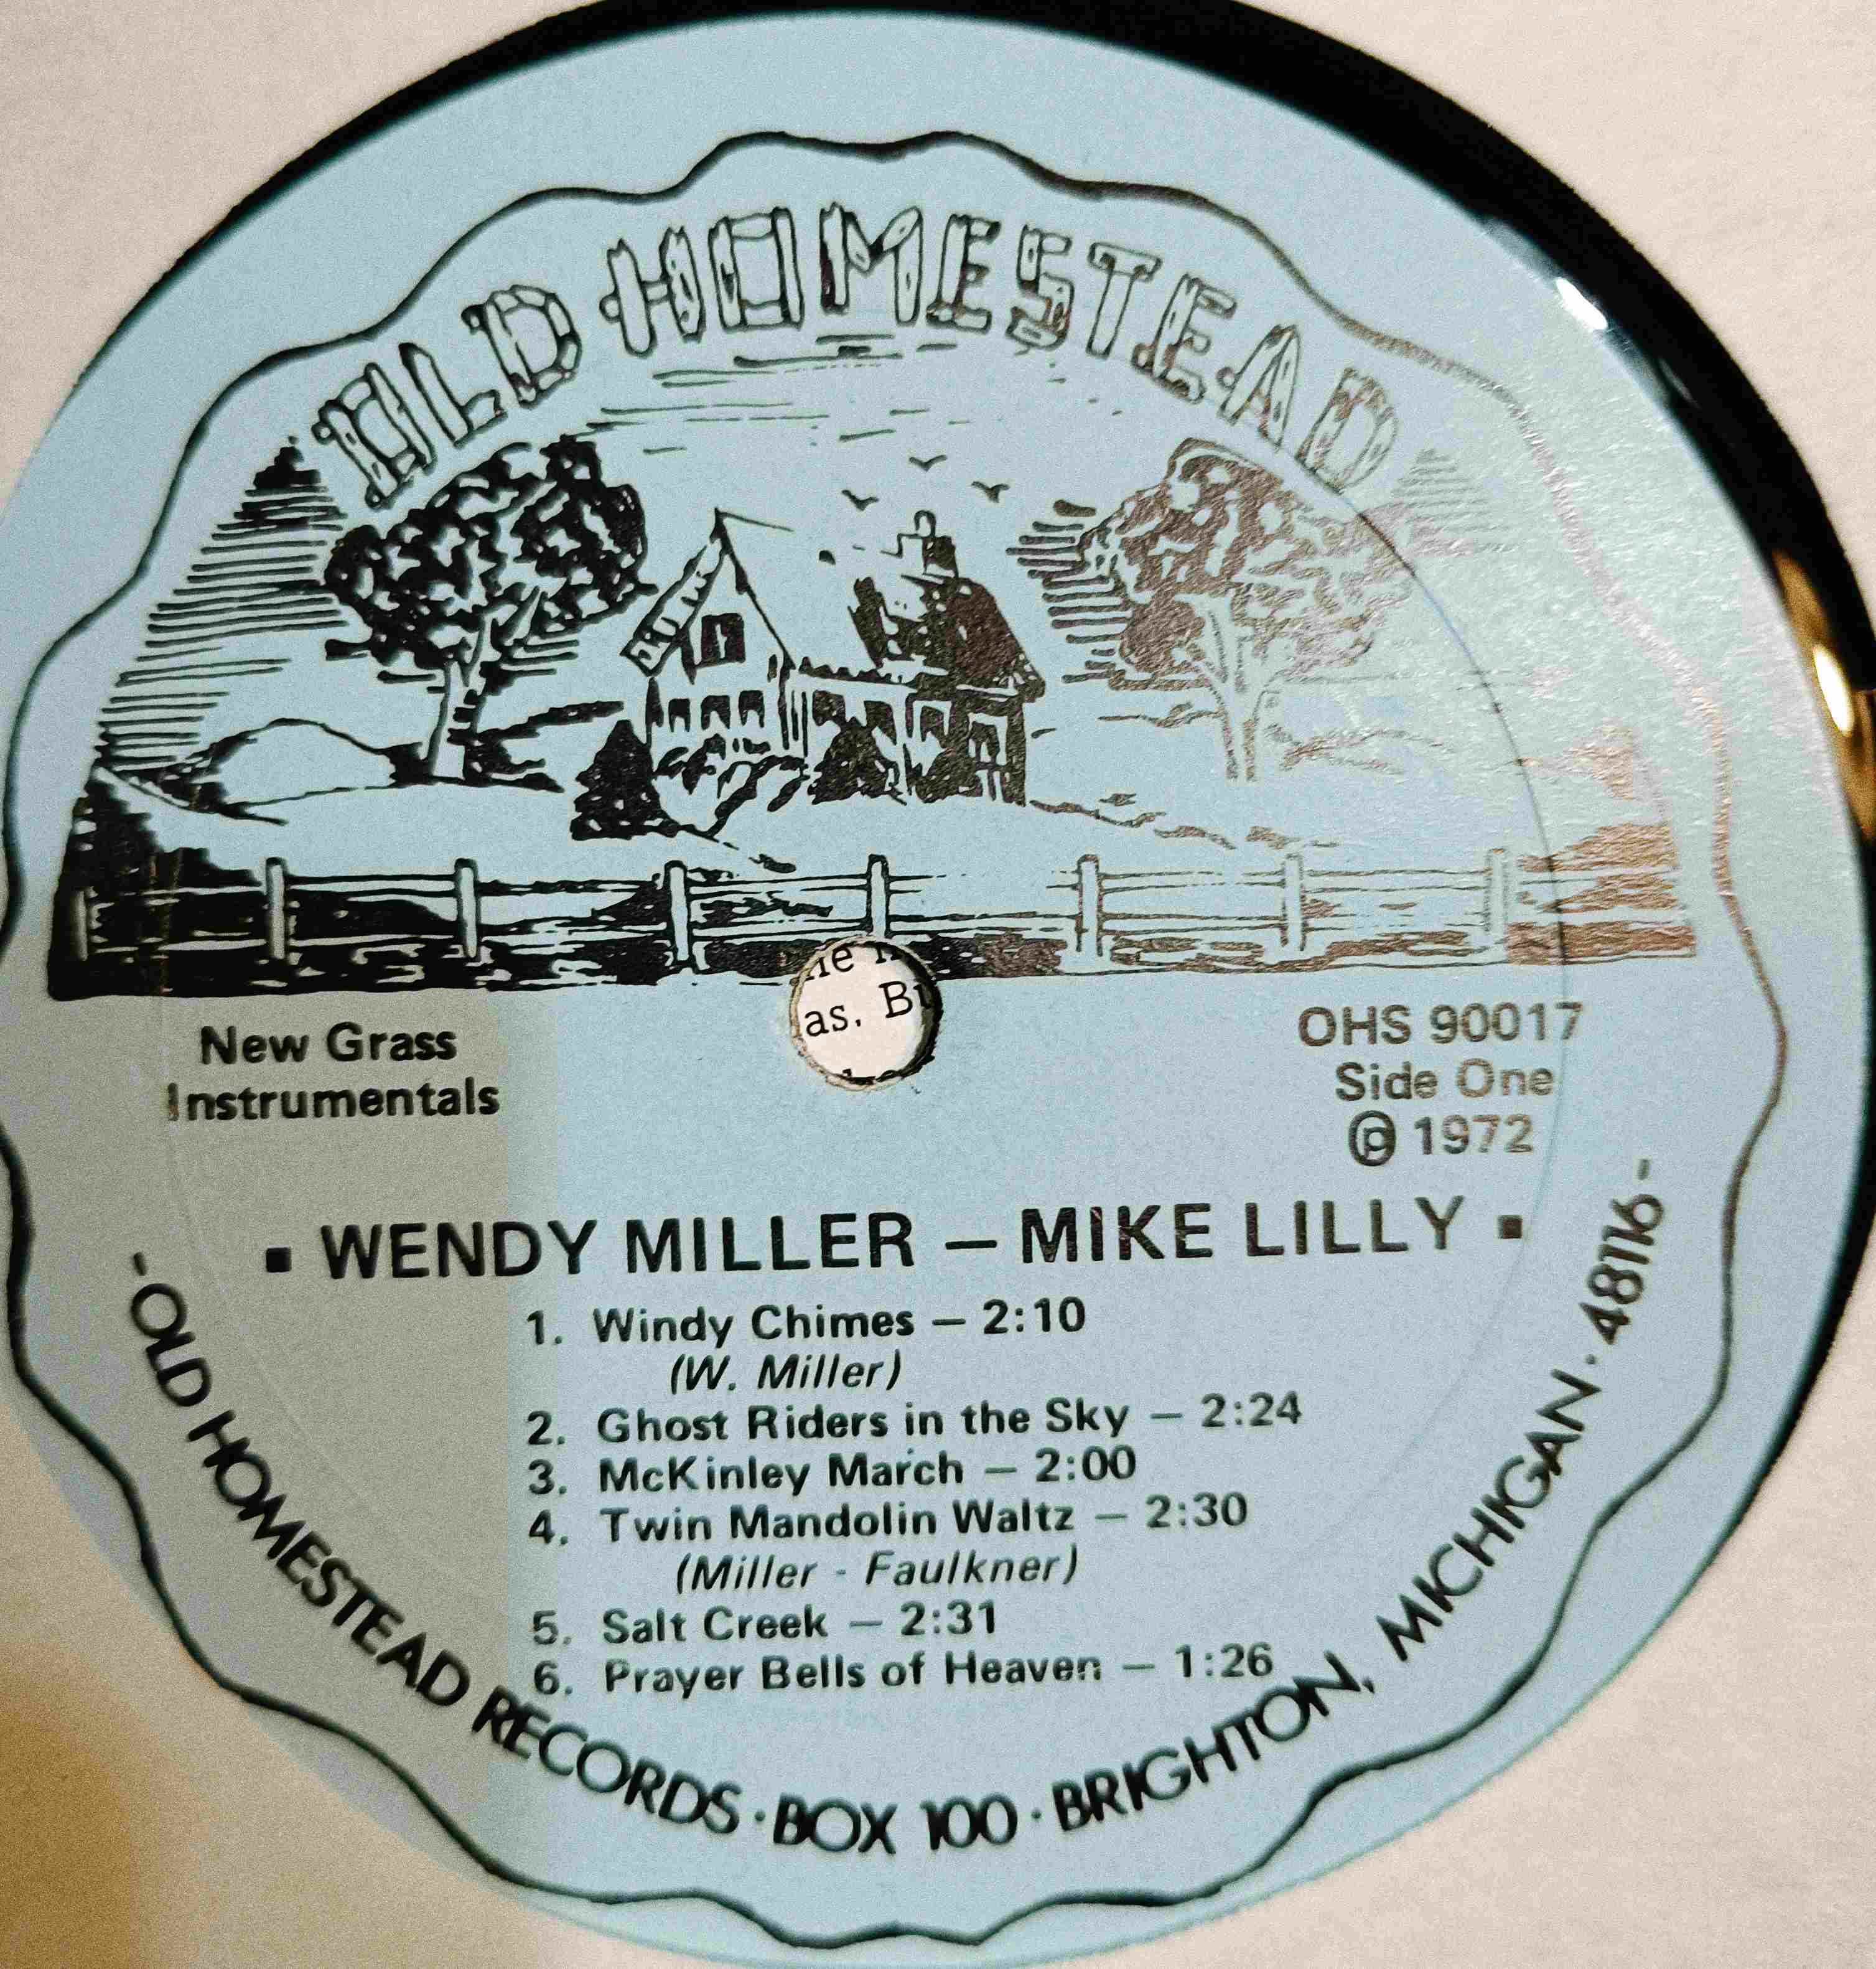 OLD HOMESTEAD
as. B
New Grass
Instrumentals
OHS 90017
Side One
℗ 1972
▪ WENDY MILLER — MIKE LILLY ▪
1. Windy Chimes — 2:10
(W. Miller)
2. Ghost Riders in the Sky — 2:24
3. McKinley March — 2:00
4. Twin Mandolin Waltz — 2:30
(Miller - Faulkner)
5. Salt Creek — 2:31
6. Prayer Bells of Heaven — 1:26
-OLD HOMESTEAD RECORDS · BOX 100 · BRIGHTON, MICHIGAN · 48116-